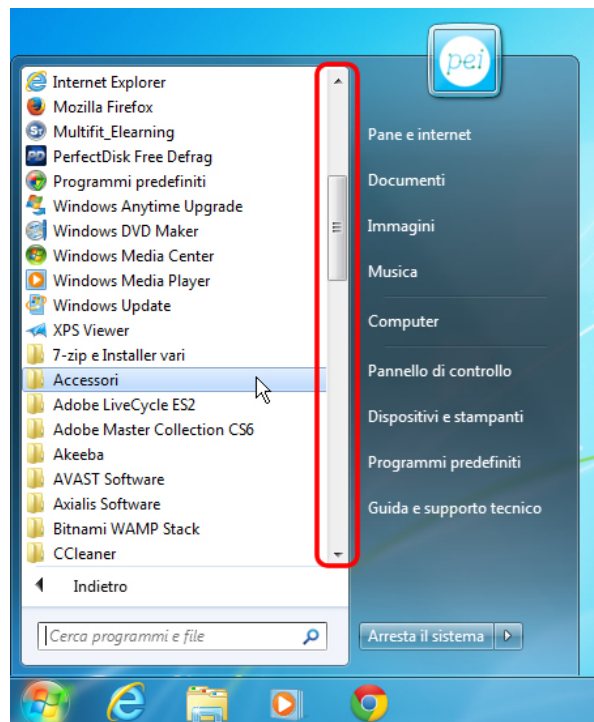 pei
Internet Explorer
Mozilla Firefox
Multifit_Elearning
PerfectDisk Free Defrag
Programmi predefiniti
Windows Anytime Upgrade
Windows DVD Maker
Windows Media Center
Windows Media Player
Windows Update
XPS Viewer
7-zip e Installer vari
Accessori
Adobe LiveCycle ES2
Adobe Master Collection CS6
Akeeba
AVAST Software
Axialis Software
Bitnami WAMP Stack
CCleaner
Indietro
Cerca programmi e file
Pane e internet
Documenti
Immagini
Musica
Computer
Pannello di controllo
Dispositivi e stampanti
Programmi predefiniti
Guida e supporto tecnico
Arresta il sistema